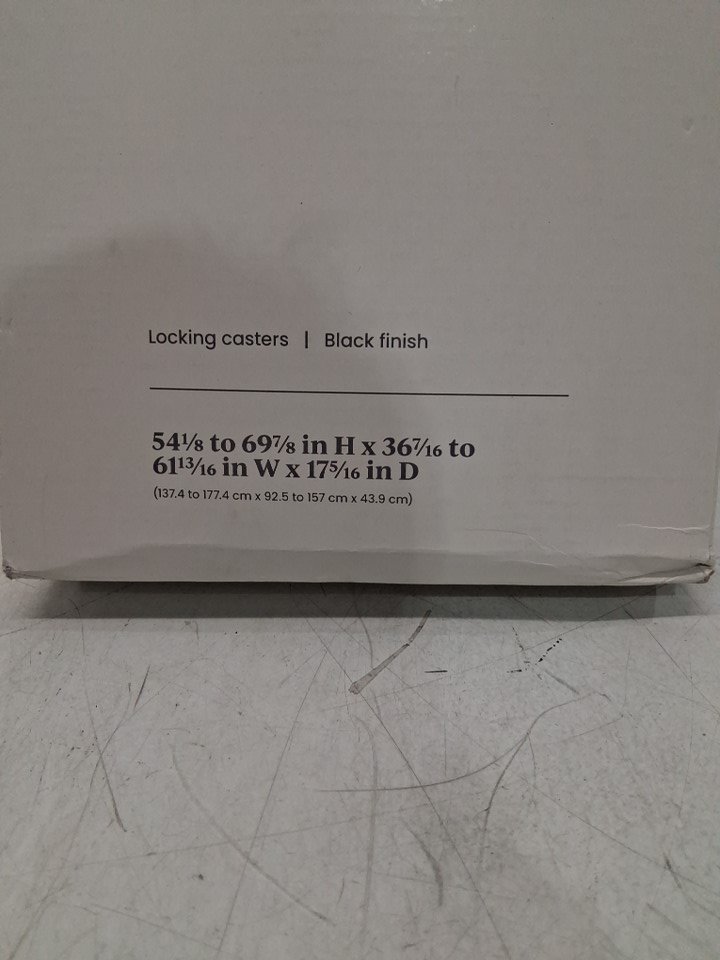 Locking casters | Black finish
54⅛ to 69⅞ in H x 36⁷⁄₁₆ to
61¹³⁄₁₆ in W x 17⁵⁄₁₆ in D
(137.4 to 177.4 cm x 92.5 to 157 cm x 43.9 cm)